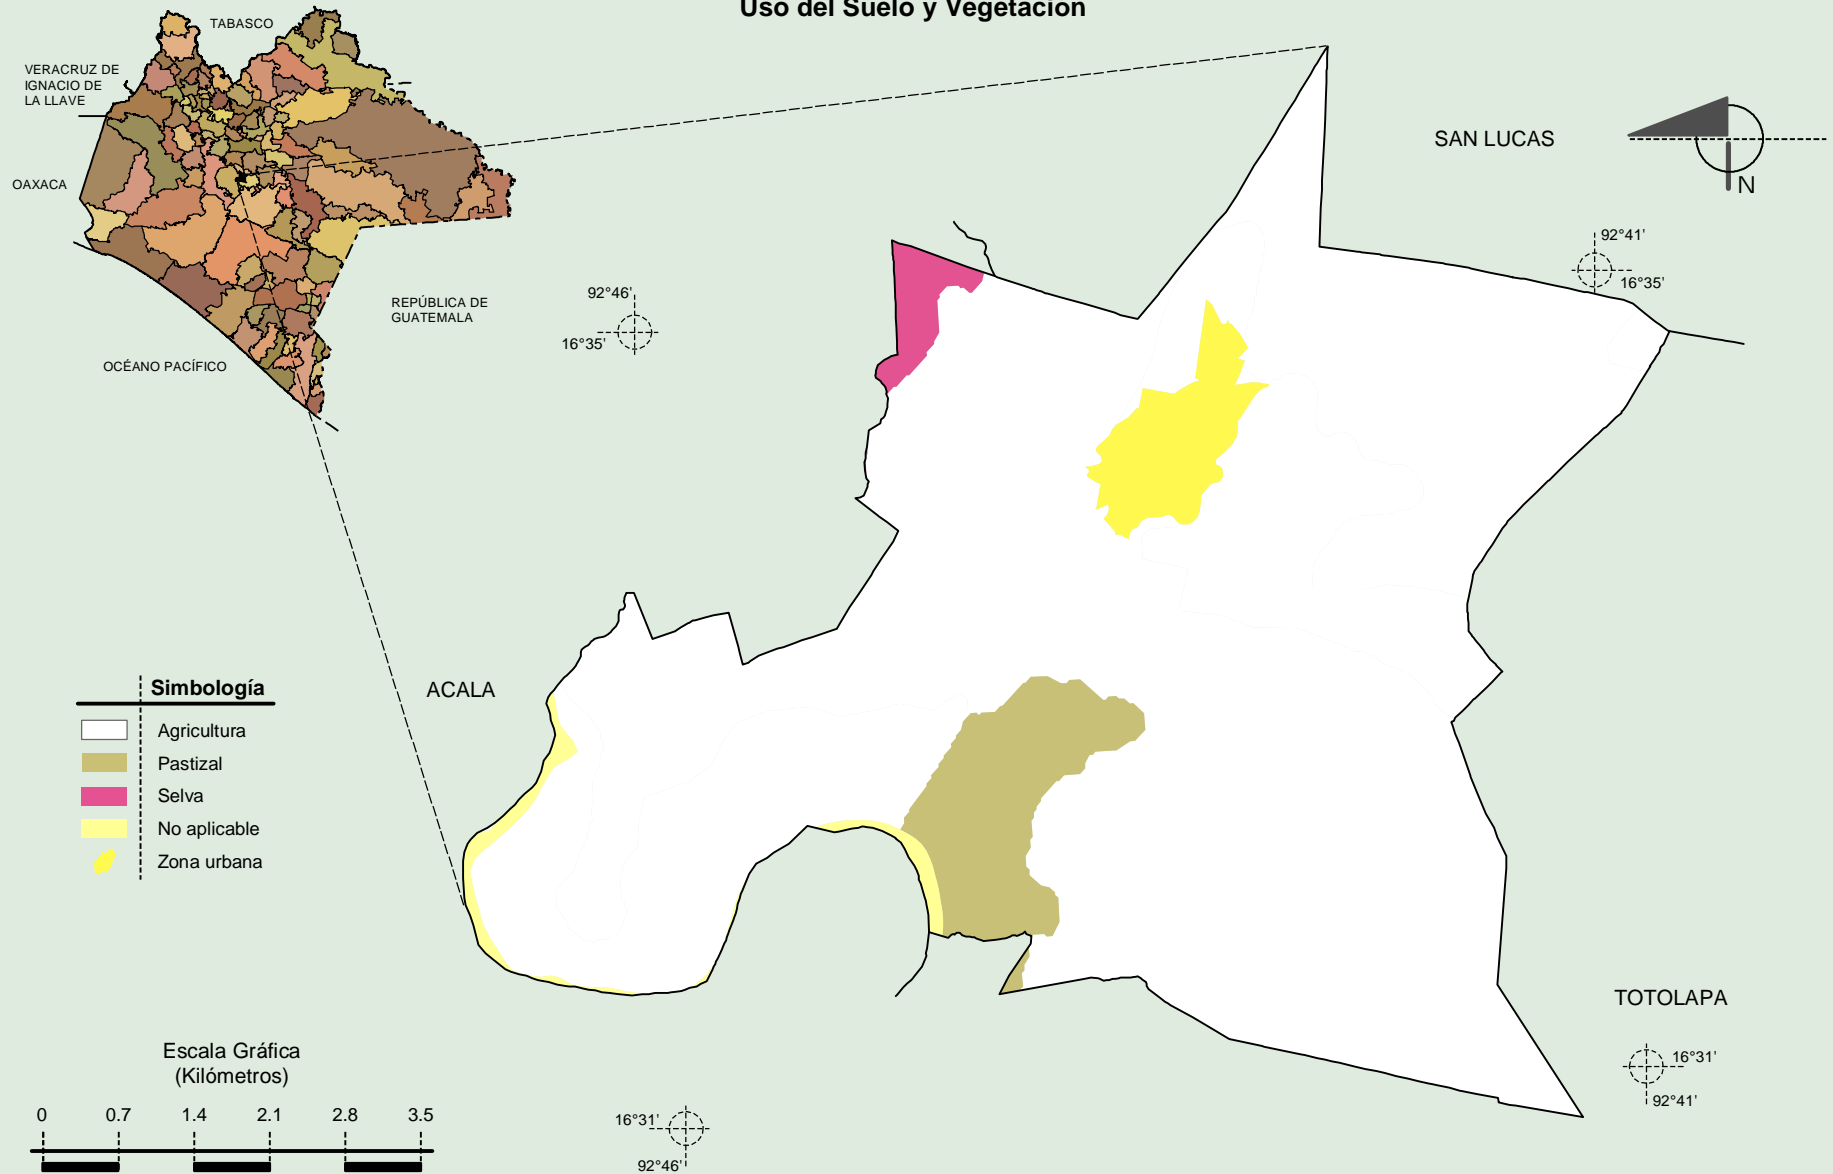 Uso del Suelo y Vegetación
TABASCO
VERACRUZ DE
IGNACIO DE
LA LLAVE
OAXACA
REPÚBLICA DE
GUATEMALA
OCÉANO PACÍFICO
SAN LUCAS
N
92°41'
16°35'
92°46'
16°35'
ACALA
Simbología
Agricultura
Pastizal
Selva
No aplicable
Zona urbana
TOTOLAPA
16°31'
92°41'
Escala Gráfica
(Kilómetros)
0 0.7 1.4 2.1 2.8 3.5
16°31'
92°46'